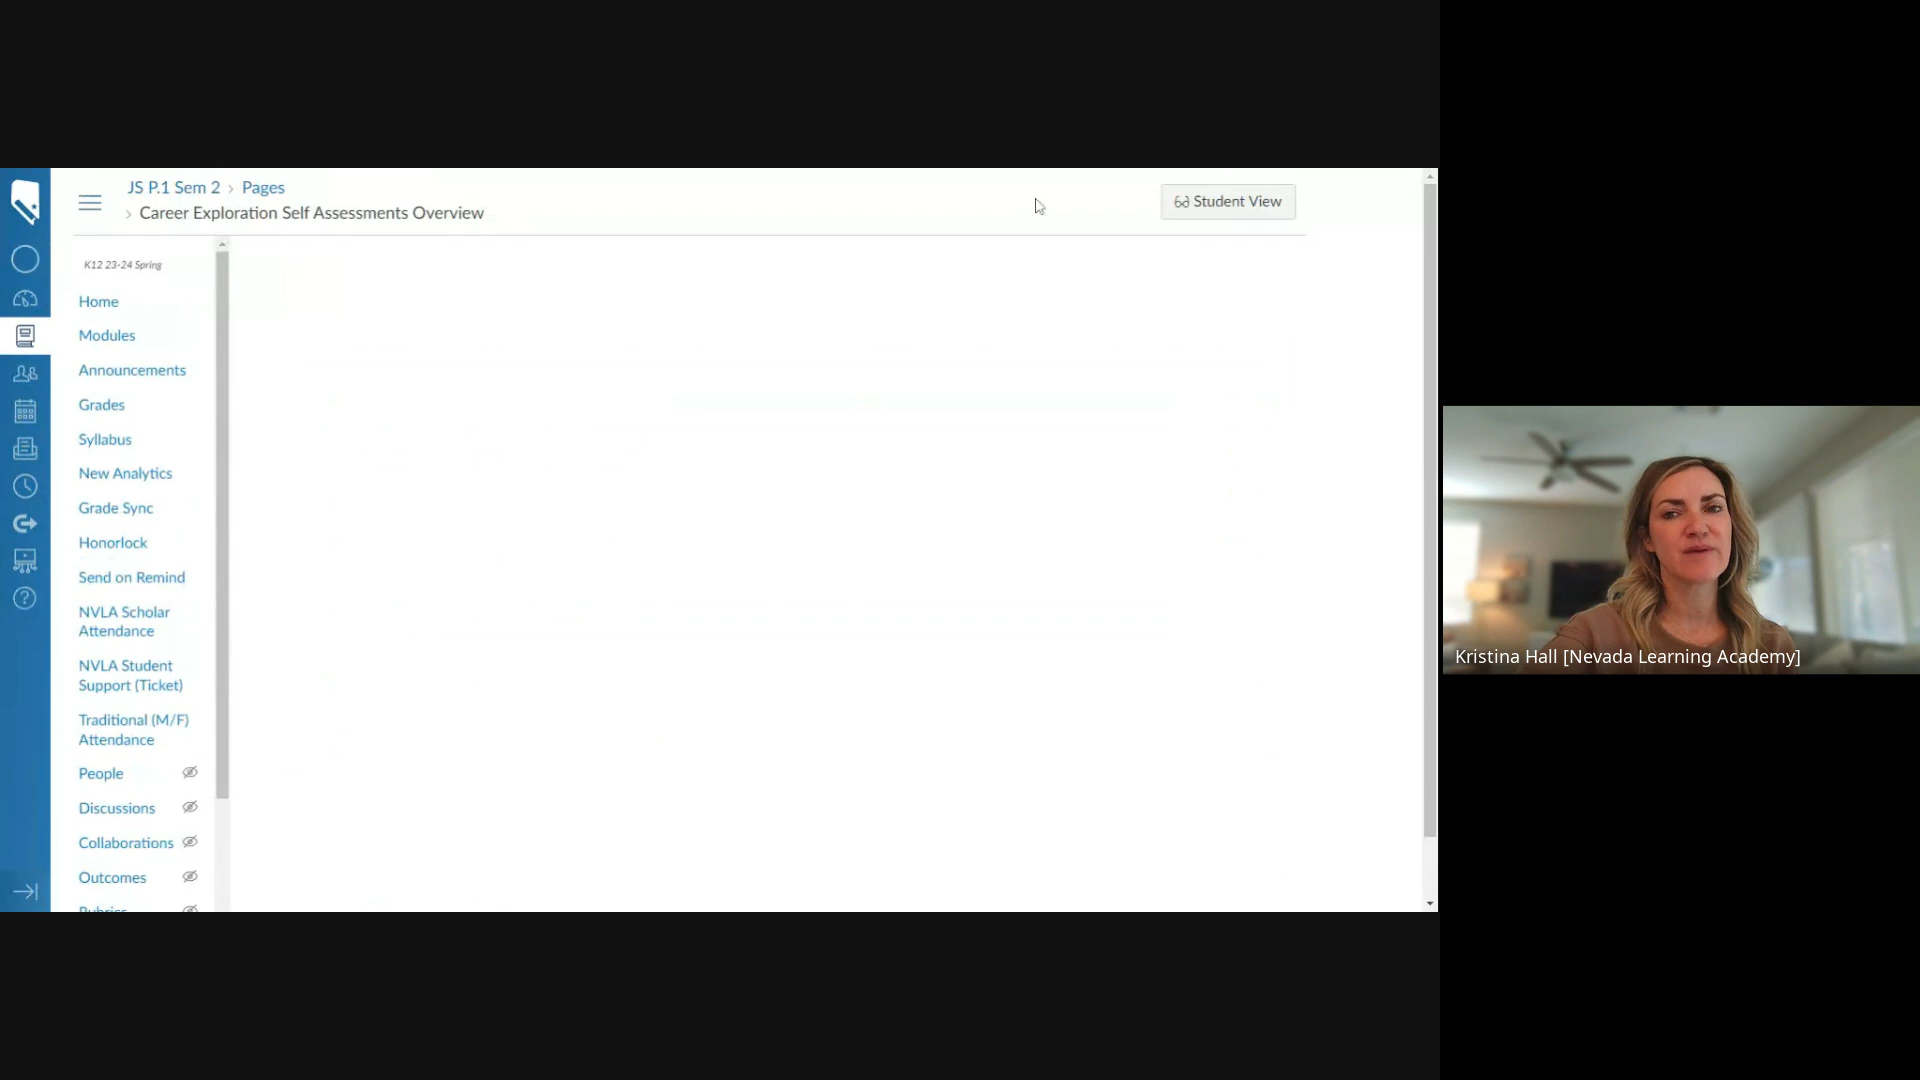 JS P.1 Sem 2 › Pages
› Career Exploration Self Assessments Overview
Student View
K12 23-24 Spring
Home
Modules
Announcements
Grades
Syllabus
New Analytics
Grade Sync
Honorlock
Send on Remind
NVLA Scholar
Attendance
NVLA Student
Support (Ticket)
Traditional (M/F)
Attendance
People
Discussions
Collaborations
Outcomes
Rubrics
Kristina Hall [Nevada Learning Academy]